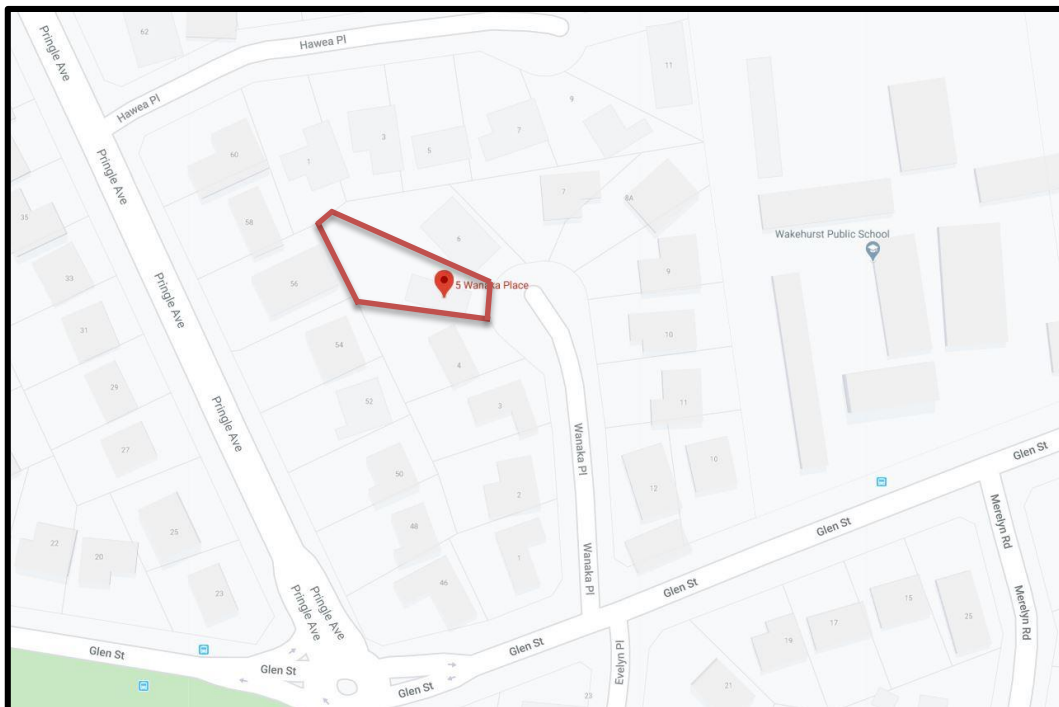 62
Pringle Ave
Hawea Pl
11
Hawea Pl
9
7
3
60
5
1
Pringle Ave
7
8A
35
58
6
Wakehurst Public School
9
33
56
5 Wanaka Place
Pringle Ave
31
54
10
4
29
52
3
11
Pringle Ave
Wanaka Pl
27
Glen St
50
10
12
2
Glen St
25
48
Merelyn Rd
22
20
1
Wanaka Pl
46
23
Pringle Ave
Pringle Ave
Glen St
15
17
25
Merelyn Rd
19
Glen St
Glen St
Evelyn Pl
Glen St
21
Glen St
23